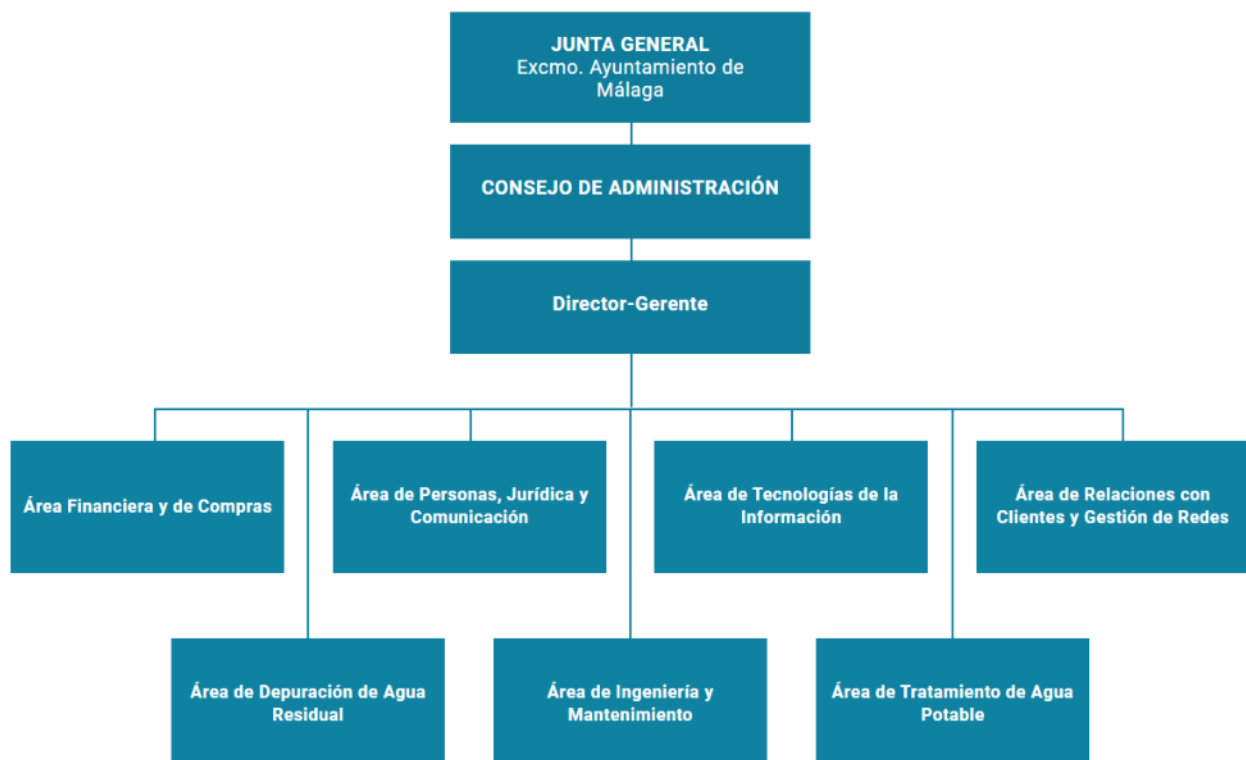 JUNTA GENERAL
Excmo. Ayuntamiento de
Málaga
CONSEJO DE ADMINISTRACIÓN
Director-Gerente
Área Financiera y de Compras
Área de Personas, Jurídica y
Comunicación
Área de Tecnologías de la
Información
Área de Relaciones con
Clientes y Gestión de Redes
Área de Depuración de Agua
Residual
Área de Ingeniería y
Mantenimiento
Área de Tratamiento de Agua
Potable